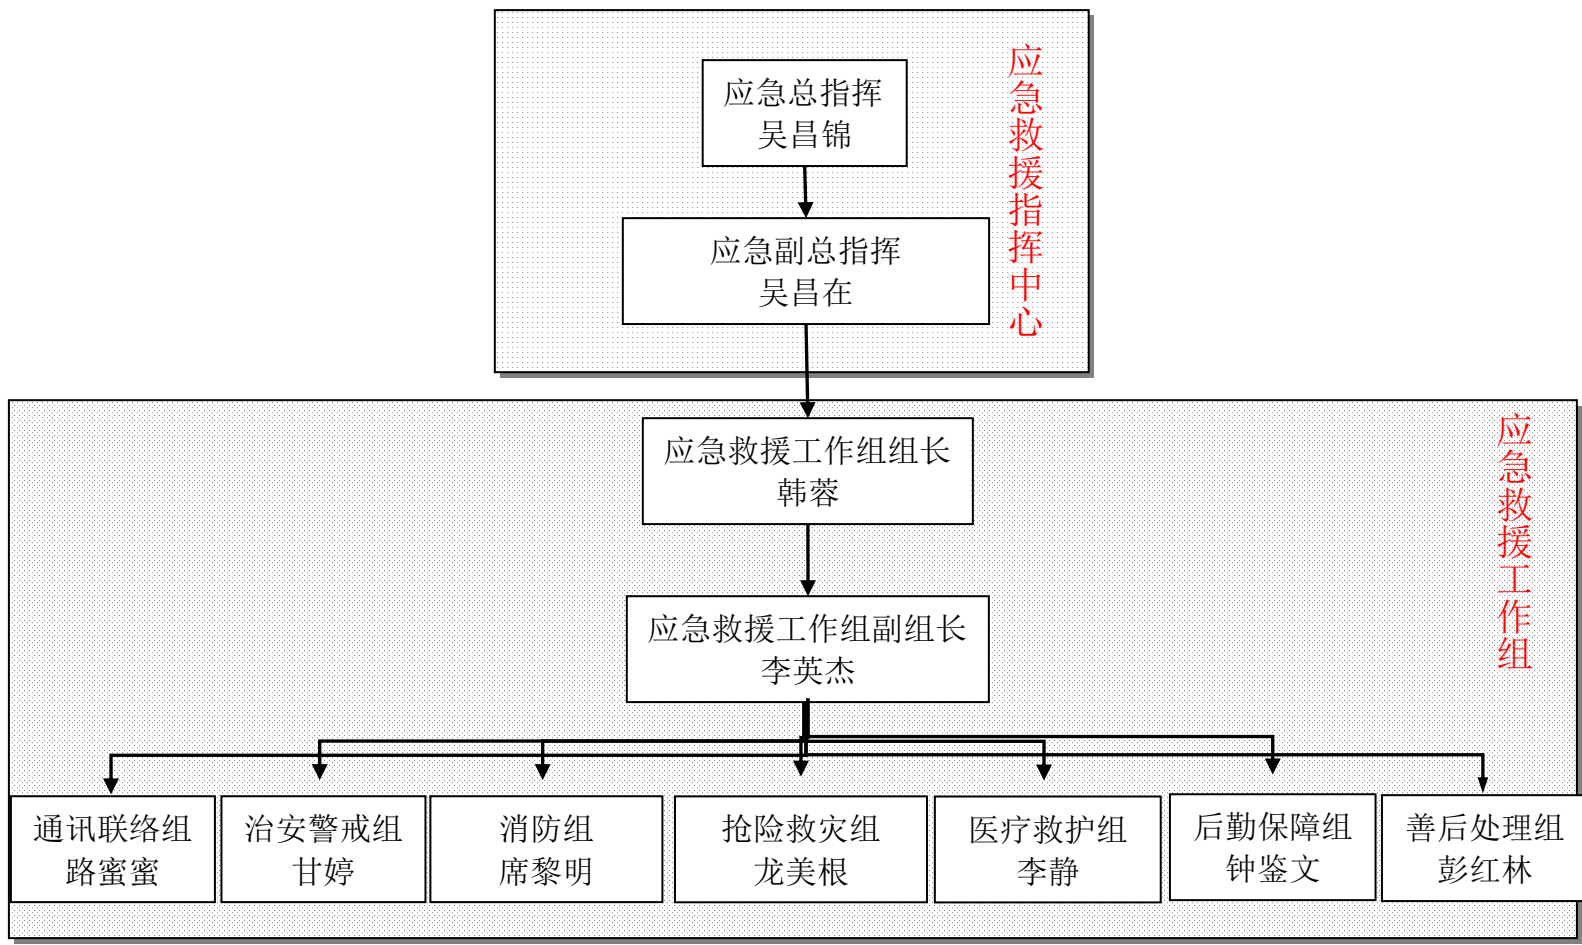 应急救援指挥中心
应急总指挥
吴昌锦
应急副总指挥
吴昌在
应急救援工作组
应急救援工作组组长
韩蓉
应急救援工作组副组长
李英杰
通讯联络组
路蜜蜜
治安警戒组
甘婷
消防组
席黎明
抢险救灾组
龙美根
医疗救护组
李静
后勤保障组
钟鉴文
善后处理组
彭红林